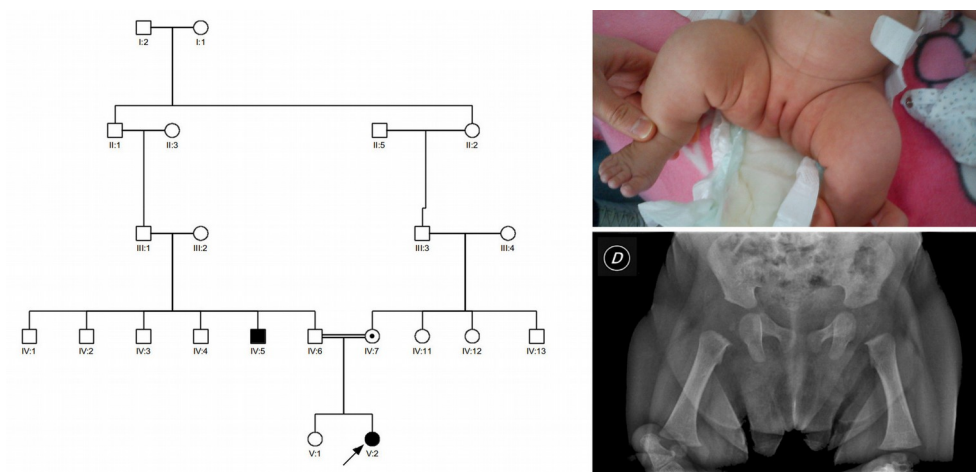 I:2 I:1
II:1 II:3 II:5 II:2
III:1 III:2 III:3 III:4
IV:1 IV:2 IV:3 IV:4 IV:5 IV:6 IV:7 IV:11 IV:12 IV:13
V:1 V:2
D